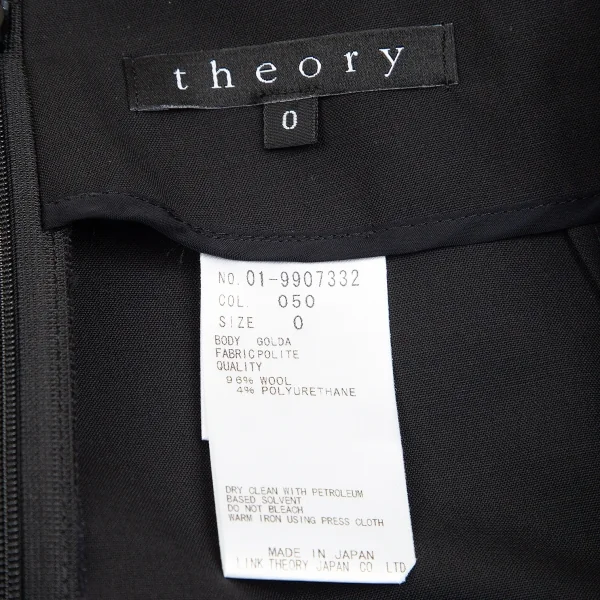 theory
0
NO. 01-9907332
COL. 050
SIZE 0
BODY GOLDA
FABRIC POLITE
QUALITY
96% WOOL
4% POLYURETHANE
DRY CLEAN WITH PETROLEUM
BASED SOLVENT
DO NOT BLEACH
WARM IRON USING PRESS CLOTH
MADE IN JAPAN
LINK THEORY JAPAN CO LTD